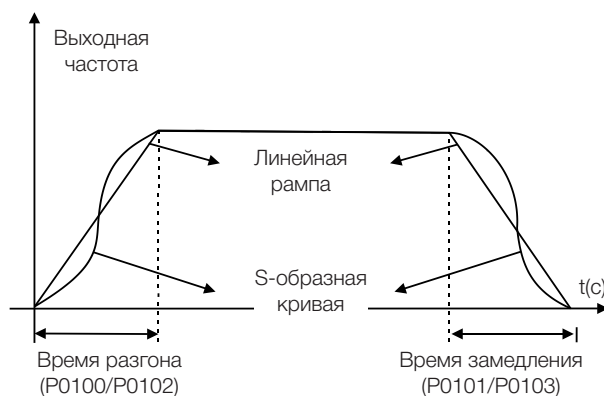 Выходная
частота
Линейная
рампа
S-образная
кривая
t(c)
Время разгона
(P0100/P0102)
Время замедления
(P0101/P0103)